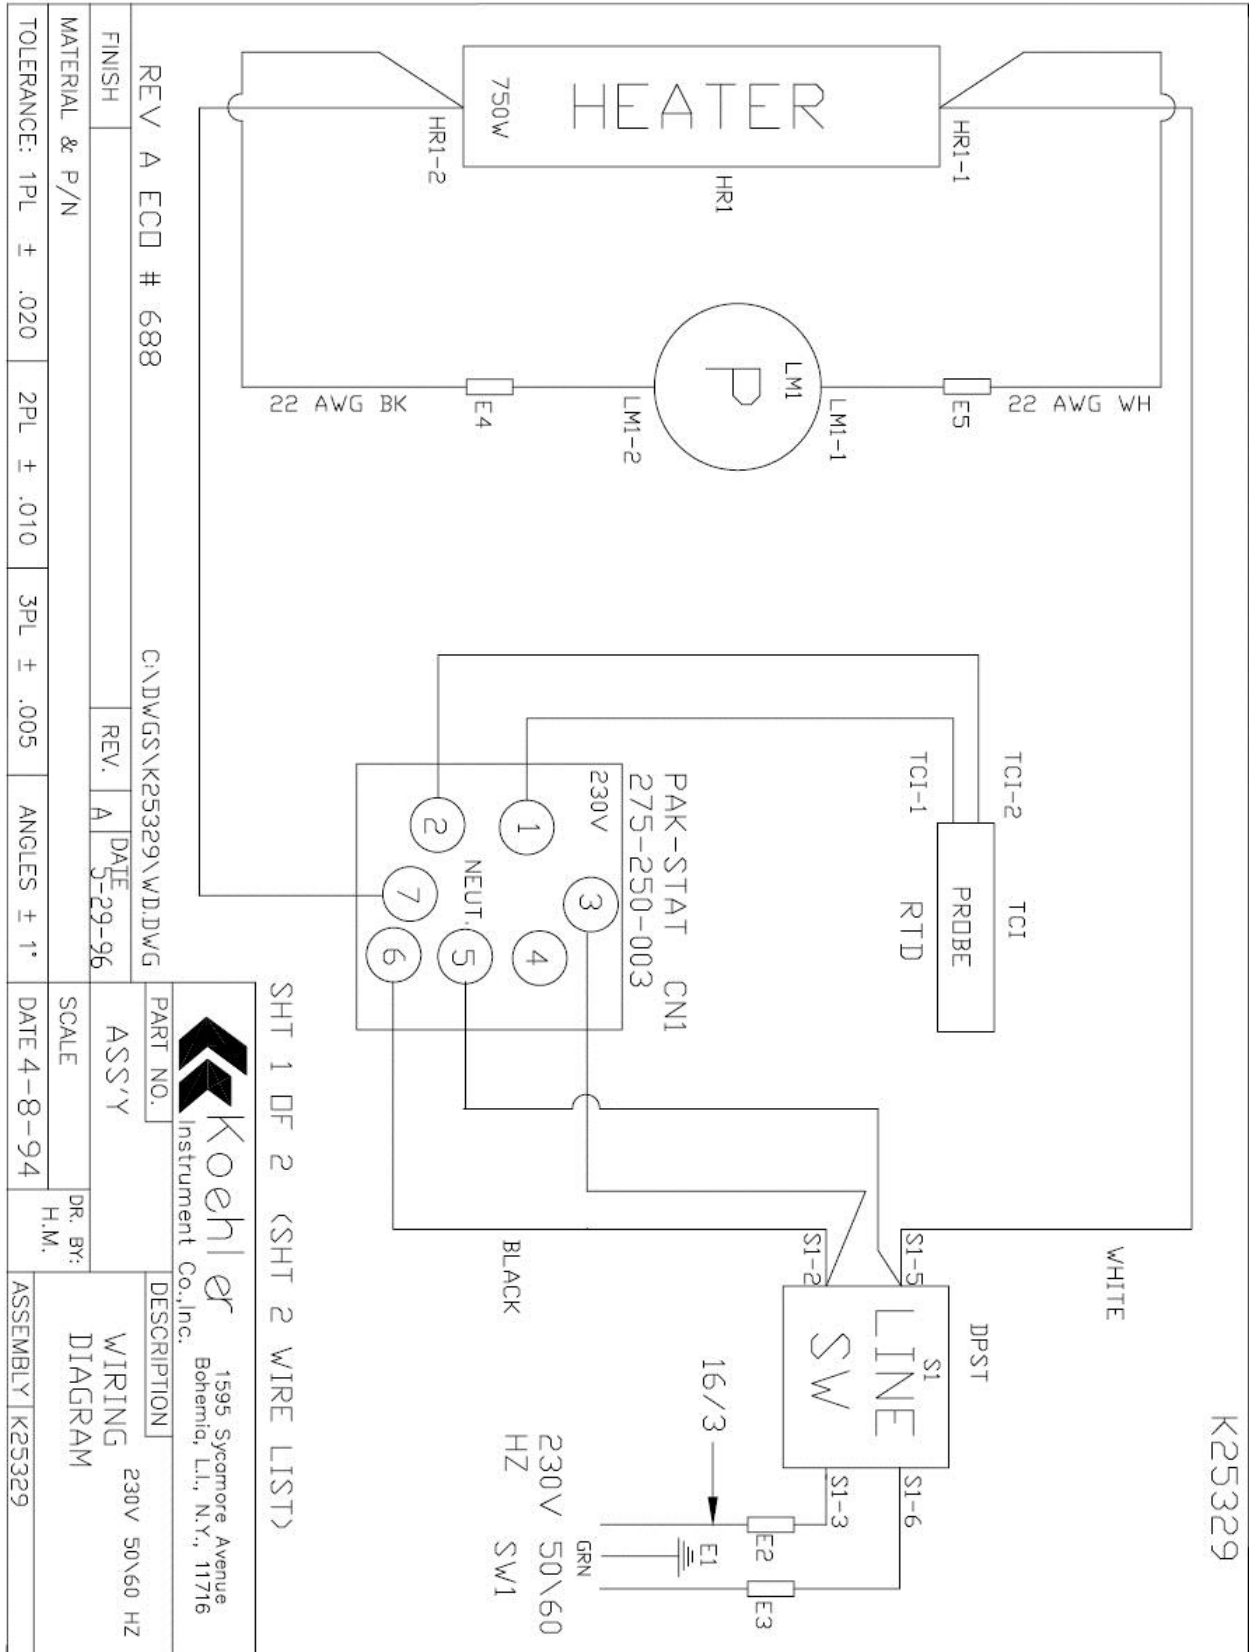 K25329
HR1-1
HEATER
750W
HR1
HR1-2
22 AWG WH
E5
LM1-1
LM1
P
LM1-2
E4
22 AWG BK
TCI-2
TCI-1
TCI
PROBE
RTD
PAK-STAT CN1
275-250-003
230V
1
2
3
4
5
6
7
NEUT.
WHITE
BLACK
DPST
S1-5
S1-2
S1
LINE
SW
S1-6
S1-3
16/3
E1
E2
E3
GRN
230V 50\60
HZ SW1
SHT 1 OF 2 (SHT 2 WIRE LIST)
REV A ECO # 688
C:\DWGS\K25329\WD.DWG
Koehler
Instrument Co.,Inc.
1595 Sycamore Avenue
Bohemia, L.I., N.Y., 11716
FINISH
REV. A
DATE
5-29-96
PART NO.
ASS'Y
DESCRIPTION
WIRING 230V 50\60 HZ
DIAGRAM
MATERIAL & P/N
SCALE
DR. BY:
H.M.
TOLERANCE: 1PL ± .020 2PL ± .010 3PL ± .005 ANGLES ± 1°
DATE 4-8-94
ASSEMBLY K25329